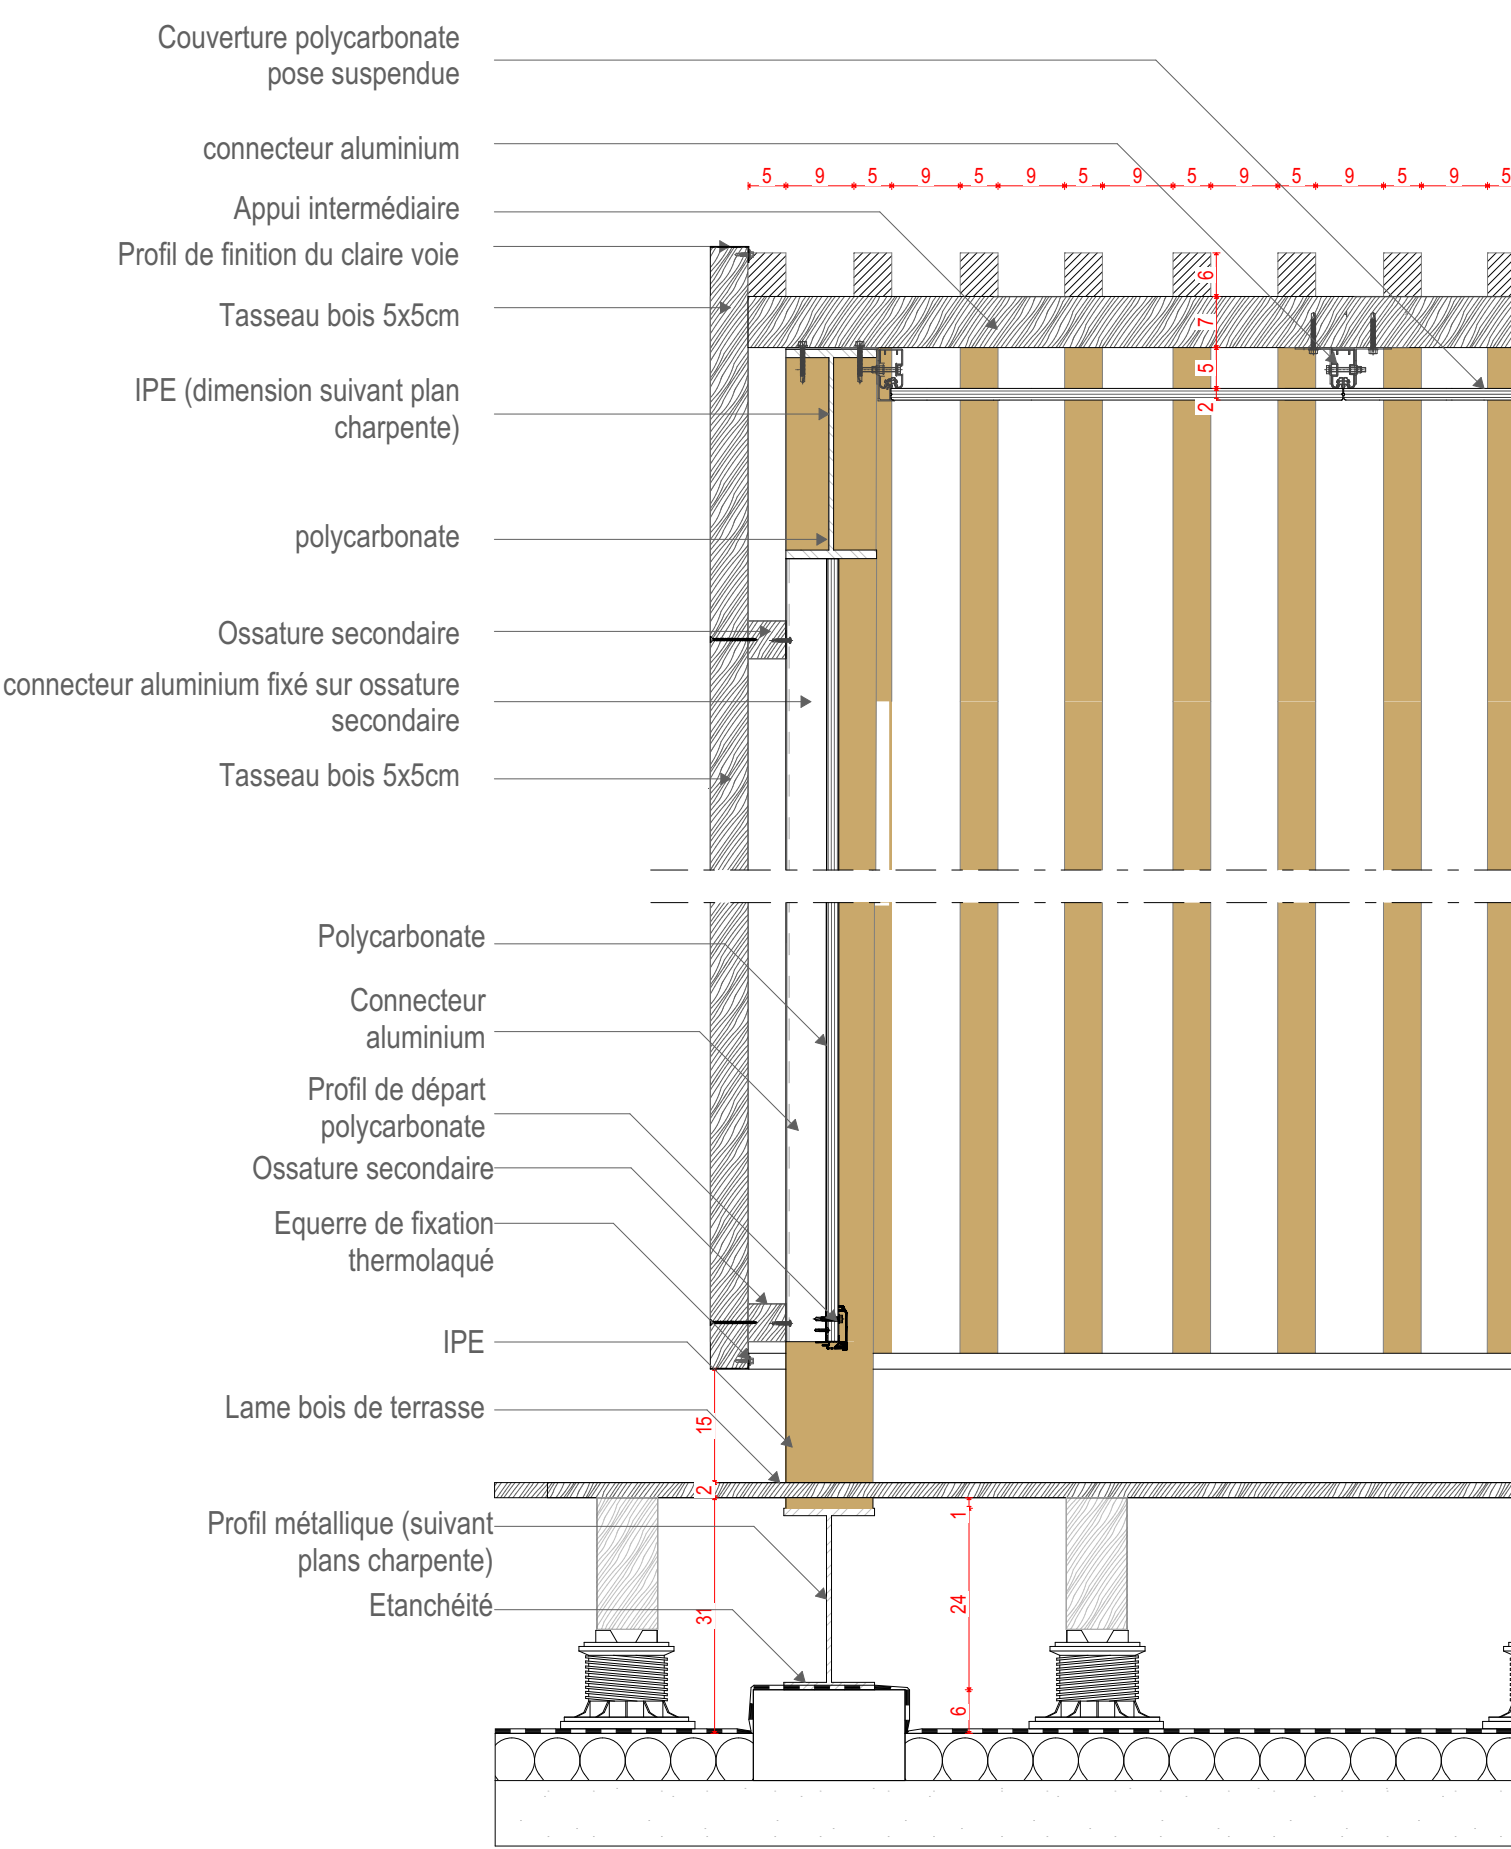 Couverture polycarbonate
pose suspendue
connecteur aluminium
5 9 5 9 5 9 5 9 5 9 5 9 5 9 5
Appui intermédiaire
Profil de finition du claire voie
6
Tasseau bois 5x5cm
7
5
IPE (dimension suivant plan
charpente)
2
polycarbonate
Ossature secondaire
connecteur aluminium fixé sur ossature
secondaire
Tasseau bois 5x5cm
Polycarbonate
Connecteur
aluminium
Profil de départ
polycarbonate
Ossature secondaire
Equerre de fixation
thermolaqué
IPE
Lame bois de terrasse
15
2
Profil métallique (suivant
plans charpente)
1
Etanchéité
31
24
6